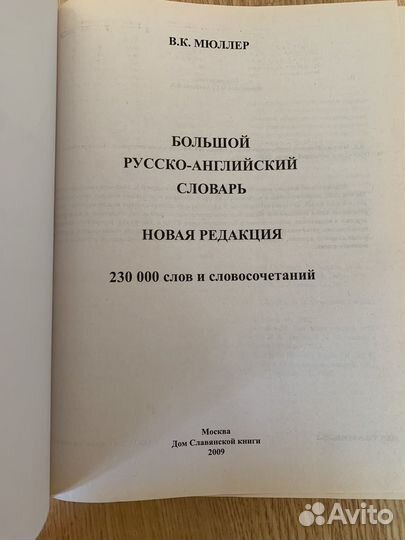 В.К. МЮЛЛЕР
БОЛЬШОЙ
РУССКО-АНГЛИЙСКИЙ
СЛОВАРЬ
НОВАЯ РЕДАКЦИЯ
230 000 слов и словосочетаний
Москва
Дом Славянской книги
2009
Avito